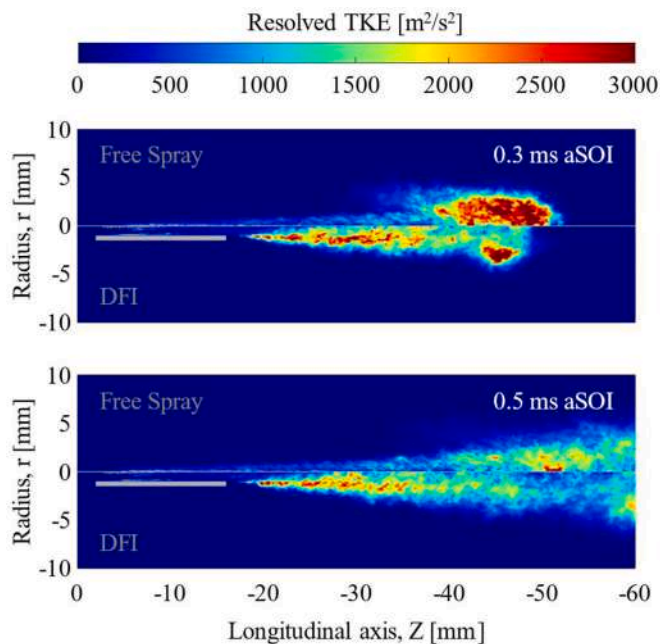 Resolved TKE [m²/s²]
0 500 1000 1500 2000 2500 3000
10
Free Spray 0.3 ms aSOI
5
0
-5
DFI
-10
Radius, r [mm]
10
Free Spray 0.5 ms aSOI
5
0
-5
DFI
-10
Radius, r [mm]
0 -10 -20 -30 -40 -50 -60
Longitudinal axis, Z [mm]